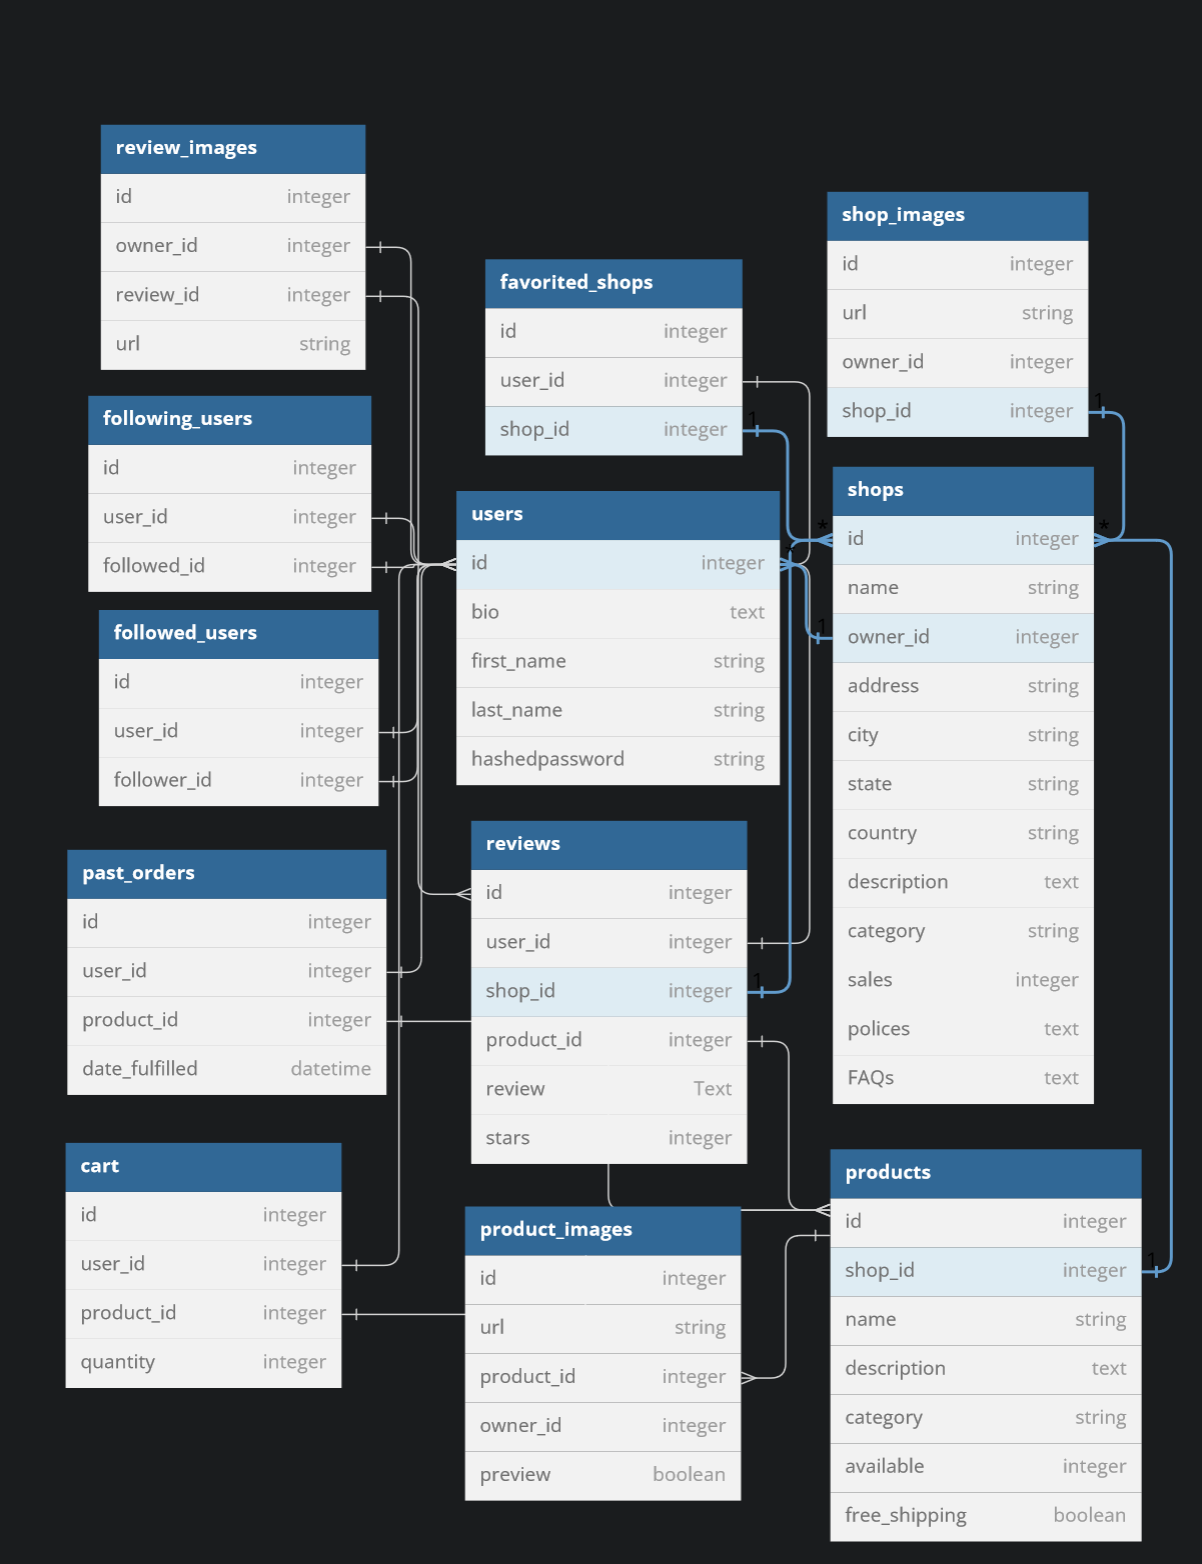 review_images
id integer
owner_id integer
review_id integer
url string
following_users
id integer
user_id integer
followed_id integer
followed_users
id integer
user_id integer
follower_id integer
past_orders
id integer
user_id integer
product_id integer
date_fulfilled datetime
cart
id integer
user_id integer
product_id integer
quantity integer
favorited_shops
id integer
user_id integer
shop_id integer 1
users
id integer *
bio text
first_name string
last_name string
hashedpassword string
reviews
id integer
user_id integer
shop_id integer 1
product_id integer
review Text
stars integer
product_images
id integer
url string
product_id integer
owner_id integer
preview boolean
shop_images
id integer
url string
owner_id integer
shop_id integer 1
shops
* id integer *
name string
1 owner_id integer
address string
city string
state string
country string
description text
category string
sales integer
polices text
FAQs text
products
id integer
shop_id integer 1
name string
description text
category string
available integer
free_shipping boolean